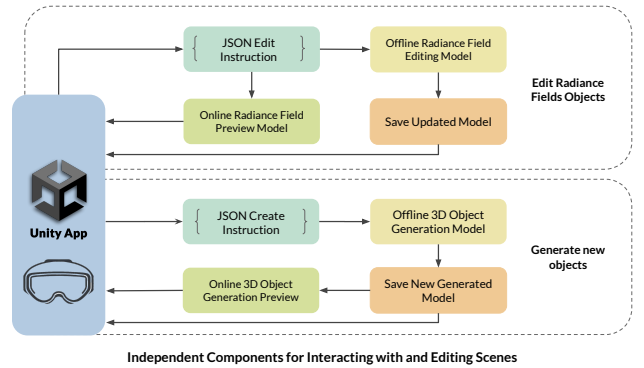 { JSON Edit
Instruction }
Offline Radiance Field
Editing Model
Edit Radiance
Fields Objects
Online Radiance Field
Preview Model
Save Updated Model
Unity App
{ JSON Create
Instruction }
Offline 3D Object
Generation Model
Generate new
objects
Online 3D Object
Generation Preview
Save New Generated
Model
Independent Components for Interacting with and Editing Scenes